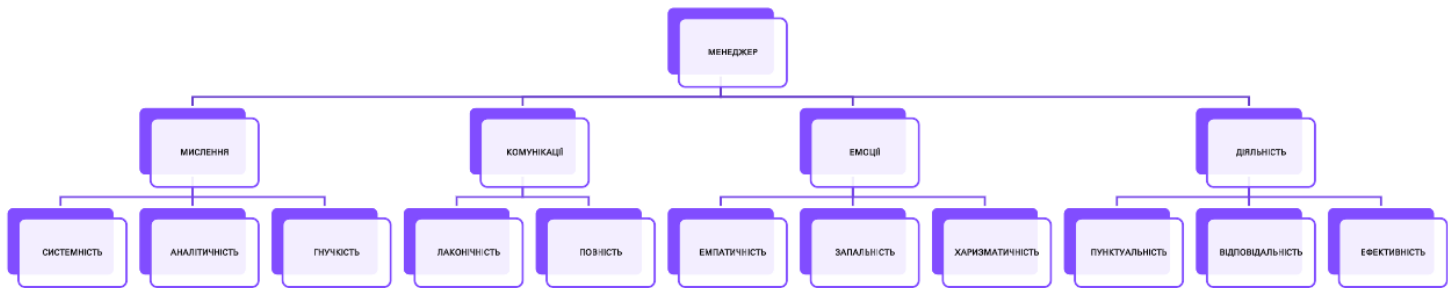 МЕНЕДЖЕР
МИСЛЕННЯ
КОМУНІКАЦІЇ
ЕМОЦІЇ
ДІЯЛЬНІСТЬ
СИСТЕМНІСТЬ
АНАЛІТИЧНІСТЬ
ГНУЧКІСТЬ
ЛАКОНІЧНІСТЬ
ПОВНІСТЬ
ЕМПАТИЧНІСТЬ
ЗАПАЛЬНІСТЬ
ХАРИЗМАТИЧНІСТЬ
ПУНКТУАЛЬНІСТЬ
ВІДПОВІДАЛЬНІСТЬ
ЕФЕКТИВНІСТЬ